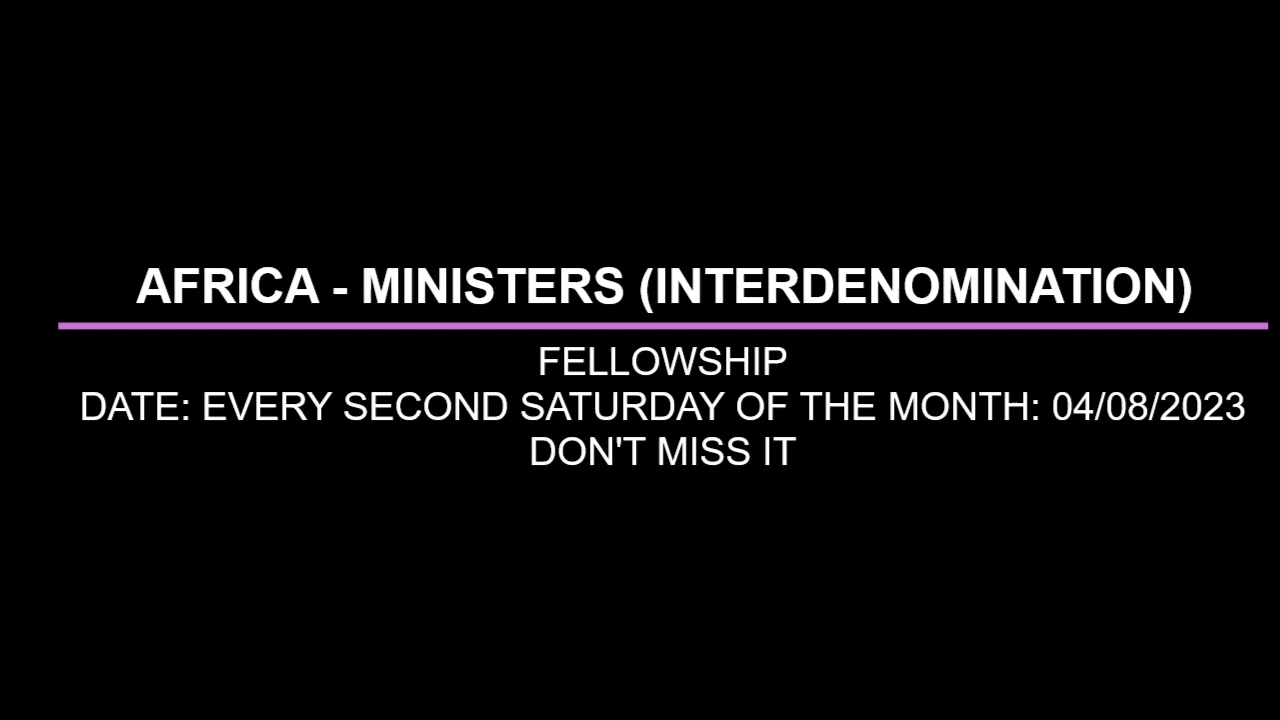 AFRICA - MINISTERS (INTERDENOMINATION)
FELLOWSHIP
DATE: EVERY SECOND SATURDAY OF THE MONTH: 04/08/2023
DON'T MISS IT